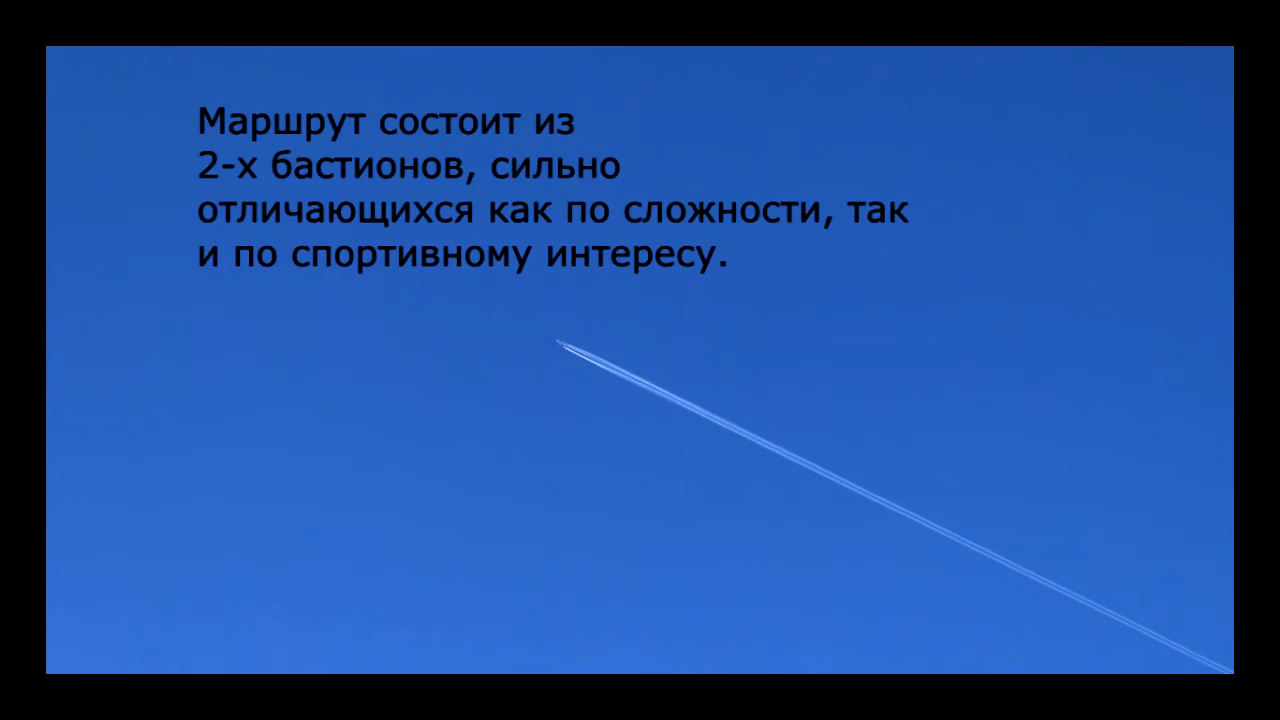 Маршрут состоит из
2-х бастионов, сильно
отличающихся как по сложности, так
и по спортивному интересу.